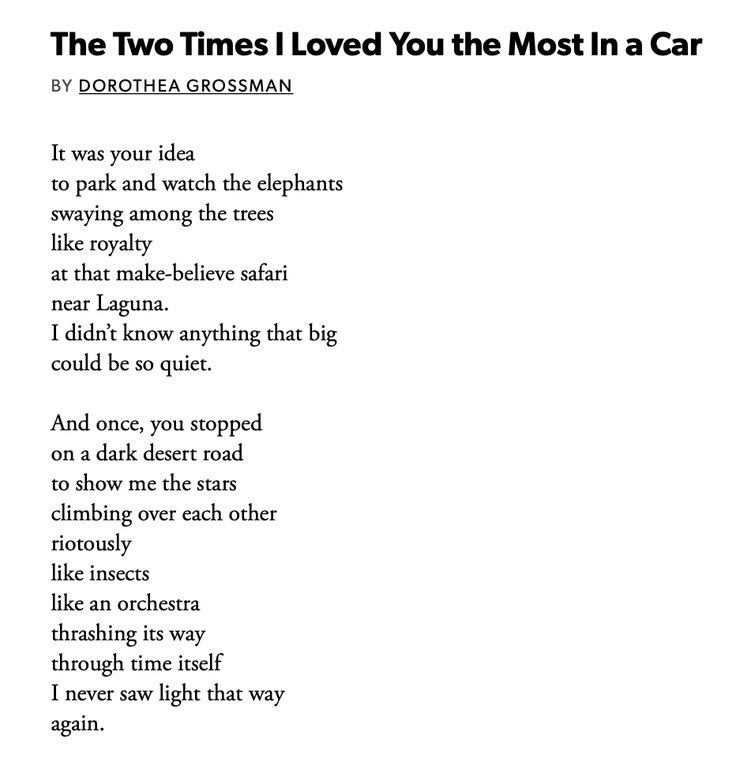 The Two Times I Loved You the Most In a Car
BY DOROTHEA GROSSMAN
It was your idea
to park and watch the elephants
swaying among the trees
like royalty
at that make-believe safari
near Laguna.
I didn’t know anything that big
could be so quiet.
And once, you stopped
on a dark desert road
to show me the stars
climbing over each other
riotously
like insects
like an orchestra
thrashing its way
through time itself
I never saw light that way
again.